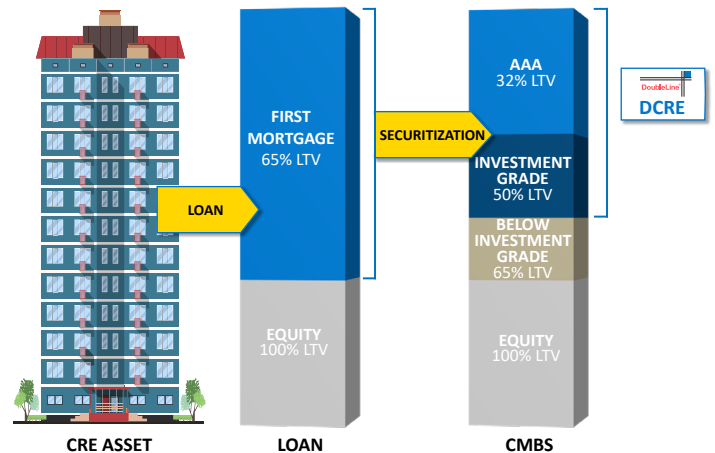 FIRST
MORTGAGE
65% LTV
LOAN
EQUITY
100% LTV
SECURITIZATION
AAA
32% LTV
INVESTMENT
GRADE
50% LTV
BELOW
INVESTMENT
GRADE
65% LTV
EQUITY
100% LTV
DoubleLine
DCRE
CRE ASSET
LOAN
CMBS